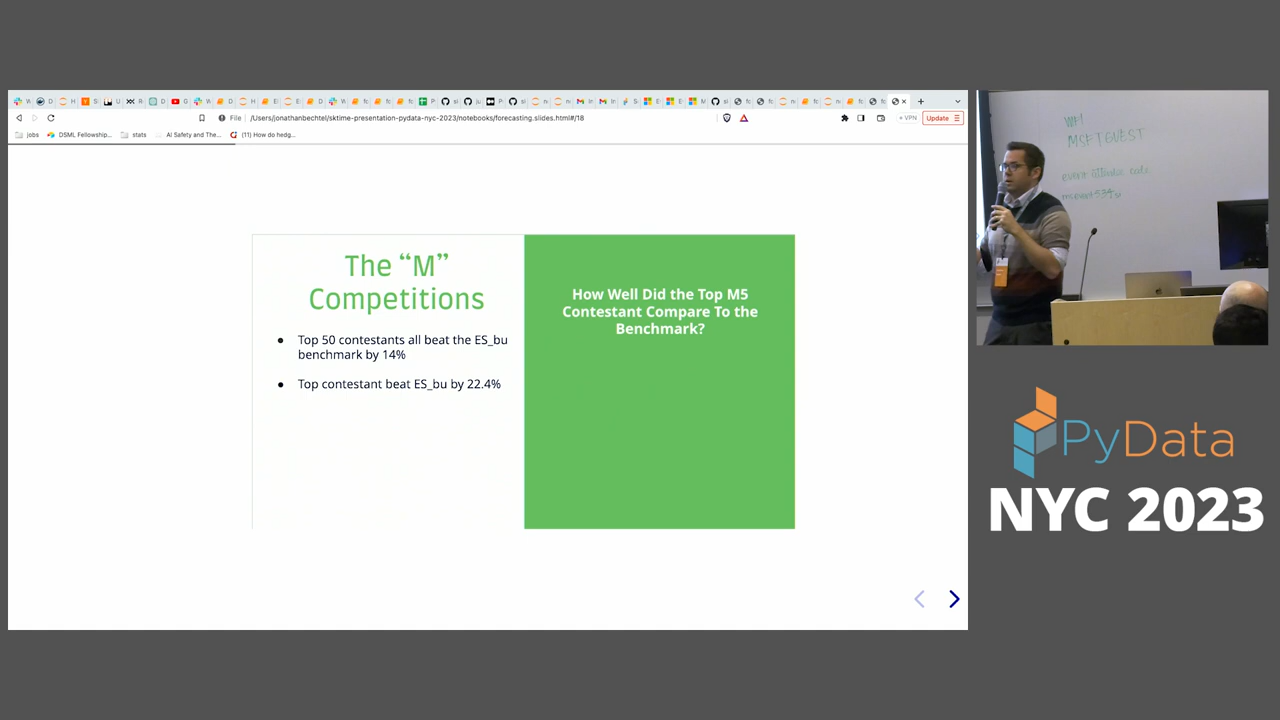 /Users/jonathanbechtel/sktime-presentation-pydata-nyc-2023/notebooks/forecasting.slides.html#/18
File
VPN
Update
jobs
DSML Fellowship...
stats
AI Safety and The...
(11) How do hedg...
The “M”
Competitions
● Top 50 contestants all beat the ES_bu
benchmark by 14%
● Top contestant beat ES_bu by 22.4%
How Well Did the Top M5
Contestant Compare To the
Benchmark?
MSFTGUEST
PyData
NYC 2023